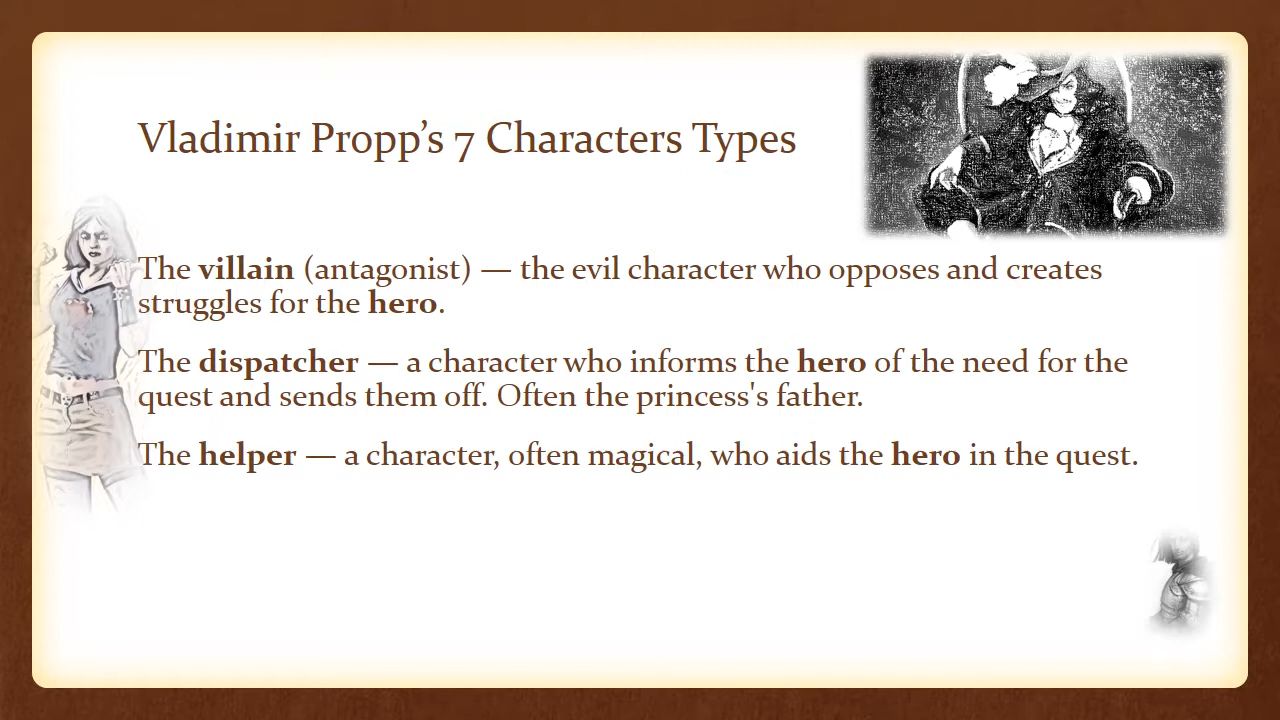 Vladimir Propp’s 7 Characters Types
The villain (antagonist) — the evil character who opposes and creates
struggles for the hero.
The dispatcher — a character who informs the hero of the need for the
quest and sends them off. Often the princess's father.
The helper — a character, often magical, who aids the hero in the quest.